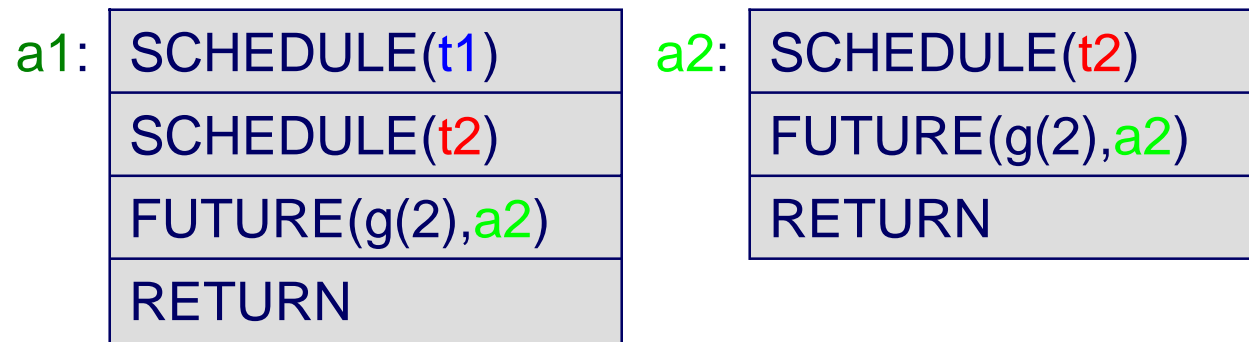 a1:
SCHEDULE(t1)
SCHEDULE(t2)
FUTURE(g(2),a2)
RETURN
a2:
SCHEDULE(t2)
FUTURE(g(2),a2)
RETURN